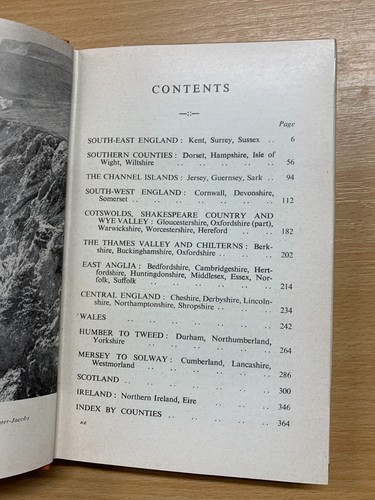 CONTENTS
Page
SOUTH-EAST ENGLAND : Kent, Surrey, Sussex .. 6
SOUTHERN COUNTIES : Dorset, Hampshire, Isle of
Wight, Wiltshire .. .. .. .. 56
THE CHANNEL ISLANDS : Jersey, Guernsey, Sark .. 94
SOUTH-WEST ENGLAND : Cornwall, Devonshire,
Somerset .. .. .. .. .. .. 112
COTSWOLDS, SHAKESPEARE COUNTRY AND
WYE VALLEY : Gloucestershire, Oxfordshire (part),
Warwickshire, Worcestershire, Hereford .. .. 182
THE THAMES VALLEY AND CHILTERNS : Berk-
shire, Buckinghamshire, Oxfordshire .. .. 202
EAST ANGLIA : Bedfordshire, Cambridgeshire, Hert-
fordshire, Huntingdonshire, Middlesex, Essex, Nor-
folk, Suffolk .. .. .. .. .. 214
CENTRAL ENGLAND : Cheshire, Derbyshire, Lincoln-
shire, Northamptonshire, Shropshire .. .. 234
WALES .. .. .. .. .. .. 242
HUMBER TO TWEED : Durham, Northumberland,
Yorkshire .. .. .. .. .. .. 264
MERSEY TO SOLWAY : Cumberland, Lancashire,
Westmorland .. .. .. .. .. 286
SCOTLAND .. .. .. .. .. .. 300
IRELAND : Northern Ireland, Eire .. .. .. 346
INDEX BY COUNTIES .. .. .. .. 364